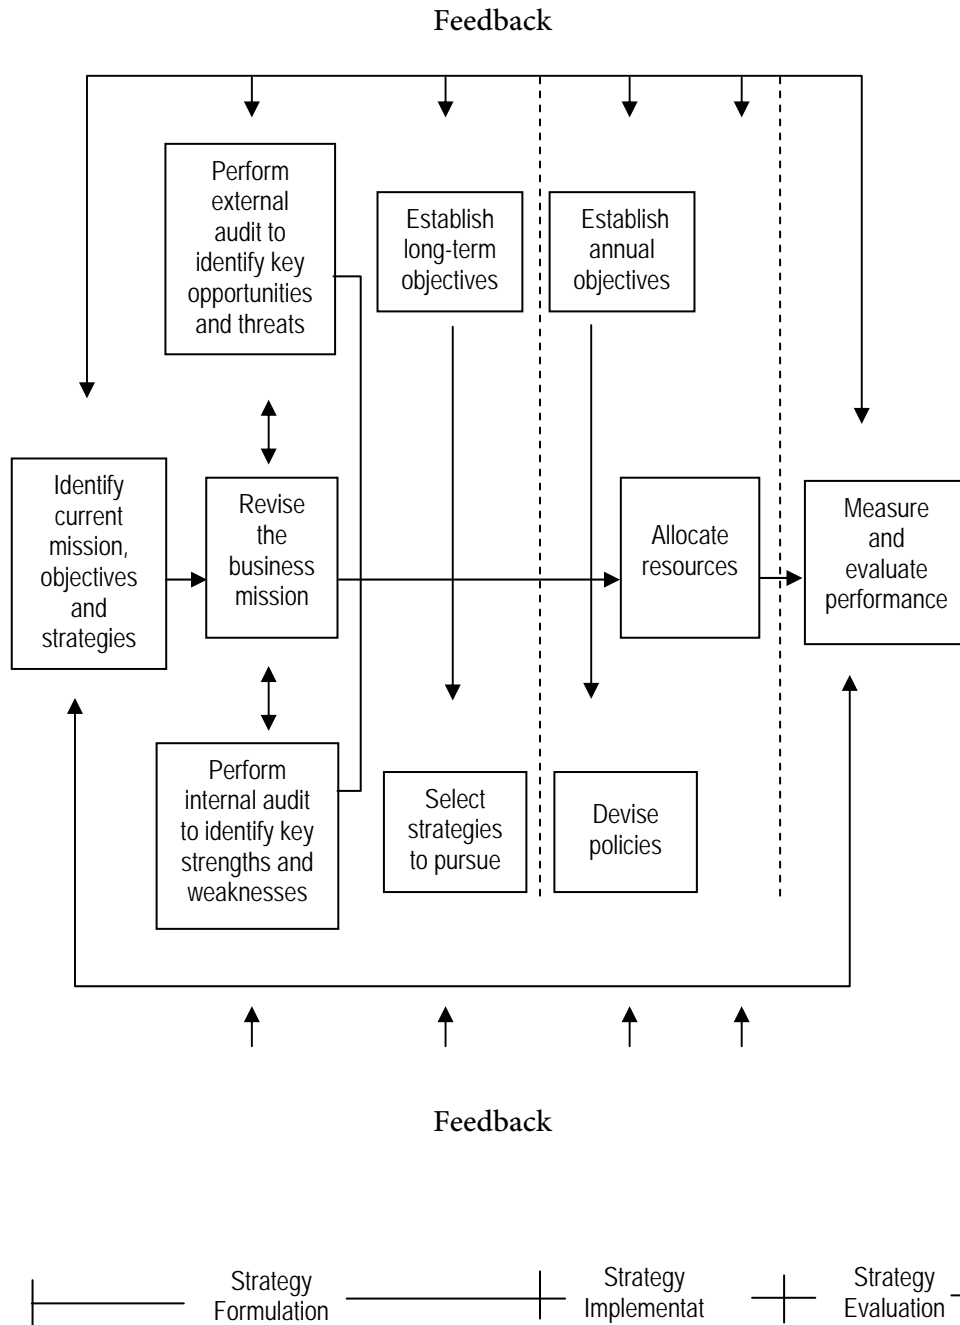 Feedback
Perform
external
audit to
identify key
opportunities
and threats
Establish
long-term
objectives
Establish
annual
objectives
Identify
current
mission,
objectives
and
strategies
Revise
the
business
mission
Allocate
resources
Measure
and
evaluate
performance
Perform
internal audit
to identify key
strengths and
weaknesses
Select
strategies
to pursue
Devise
policies
Feedback
Strategy
Formulation
Strategy
Implementat
Strategy
Evaluation